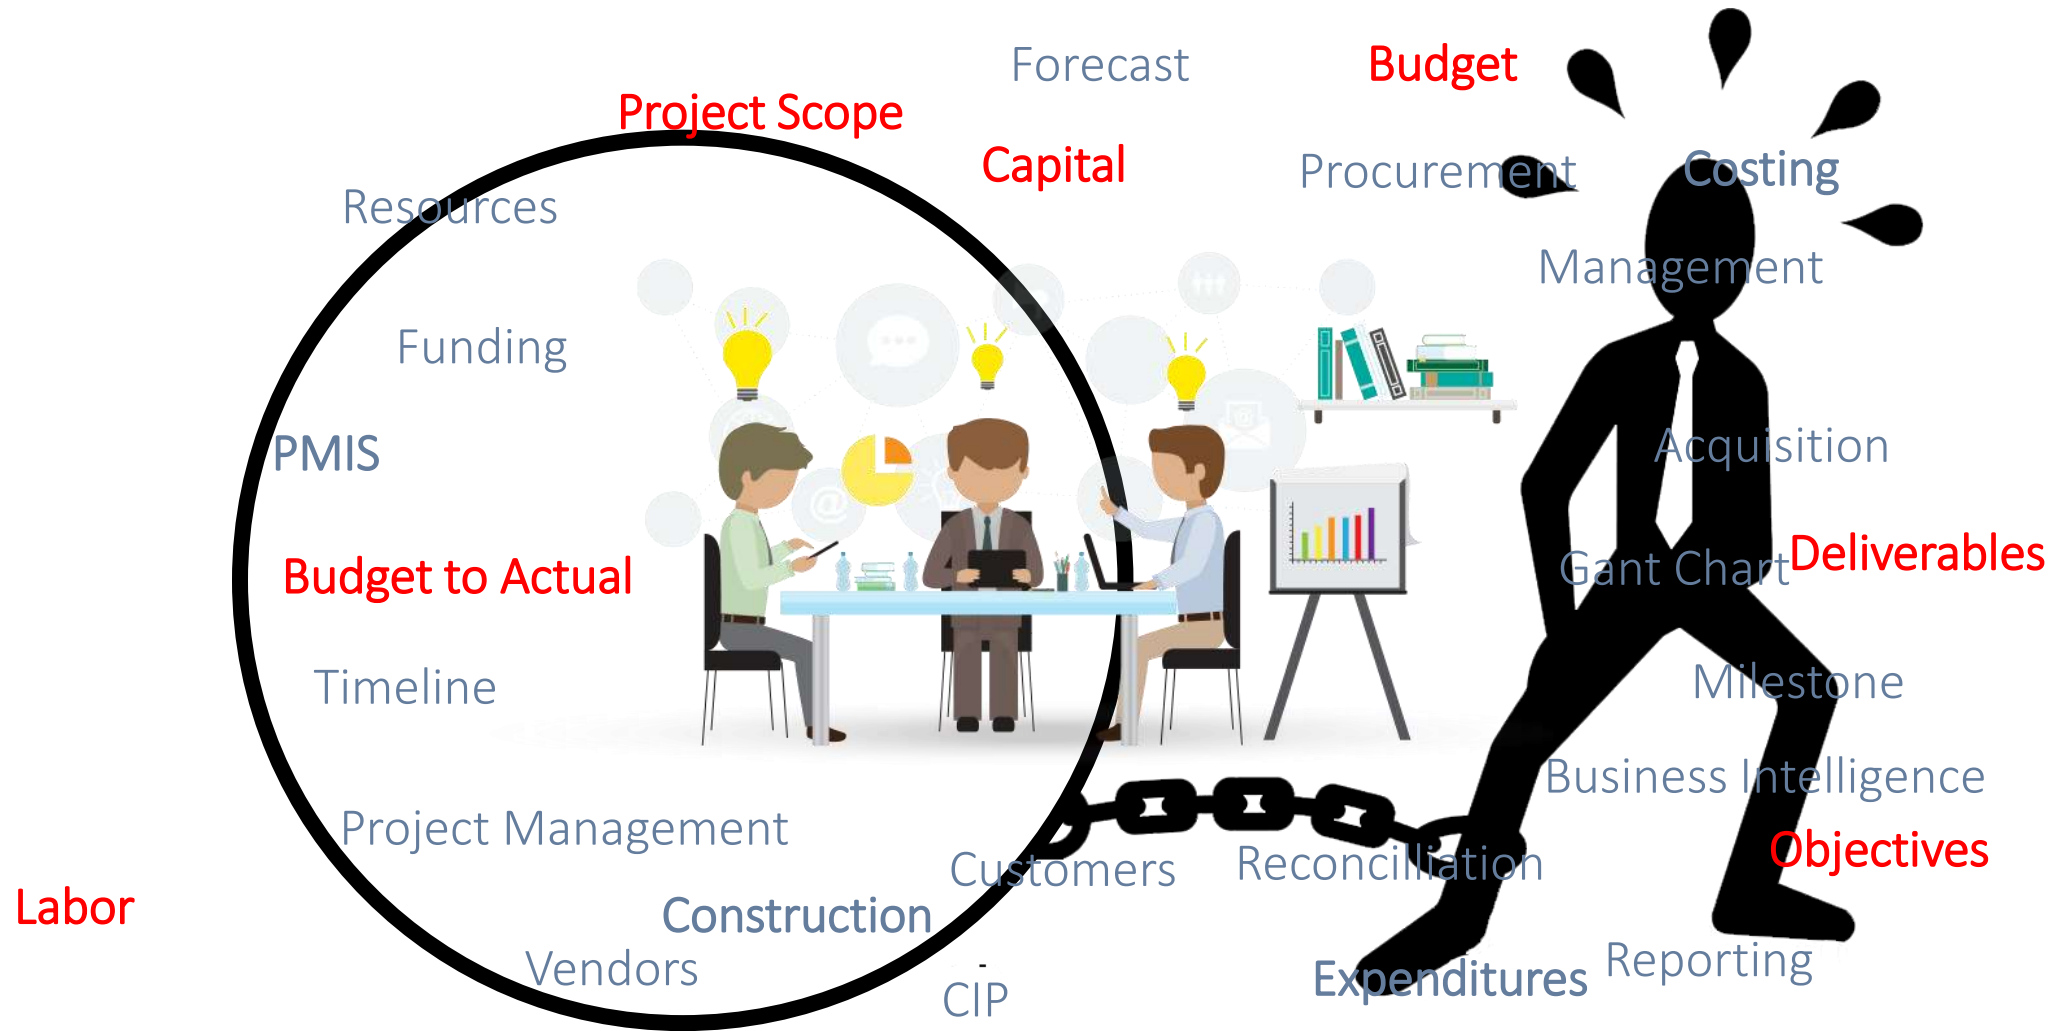 Forecast
Budget
Project Scope
Capital
Procurement
Costing
Resources
Management
Funding
PMIS
Acquisition
Budget to Actual
Gant Chart
Deliverables
Timeline
Milestone
Business Intelligence
Project Management
Customers
Reconcilliation
Objectives
Labor
Construction
Vendors
CIP
Expenditures
Reporting
@
@
@